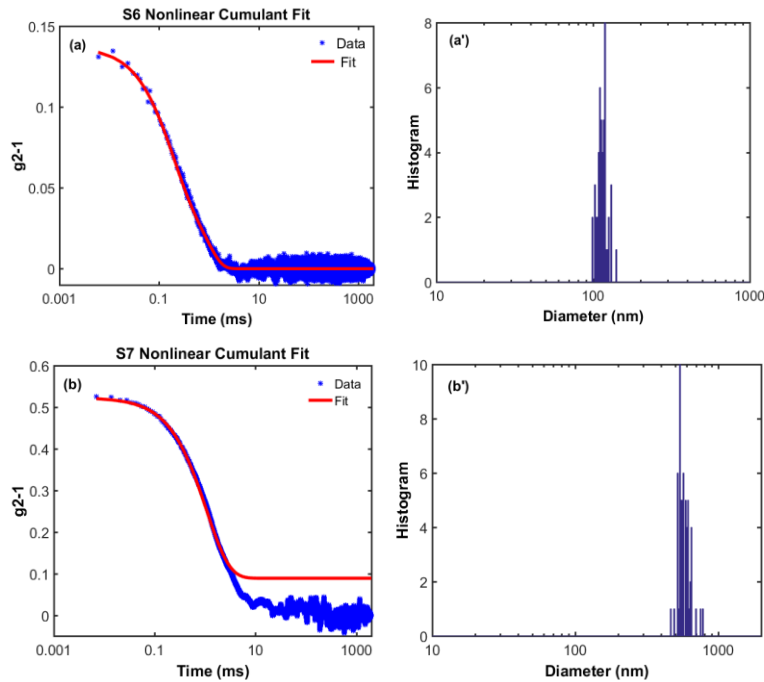 S6 Nonlinear Cumulant Fit
(a)
Data
Fit
g2-1
0.15
0.1
0.05
0
0.001
0.1
10
1000
Time (ms)
(a')
Histogram
8
6
4
2
0
10
100
1000
Diameter (nm)
S7 Nonlinear Cumulant Fit
(b)
Data
Fit
g2-1
0.6
0.5
0.4
0.3
0.2
0.1
0
0.001
0.1
10
1000
Time (ms)
(b')
Histogram
10
8
6
4
2
0
10
100
1000
Diameter (nm)